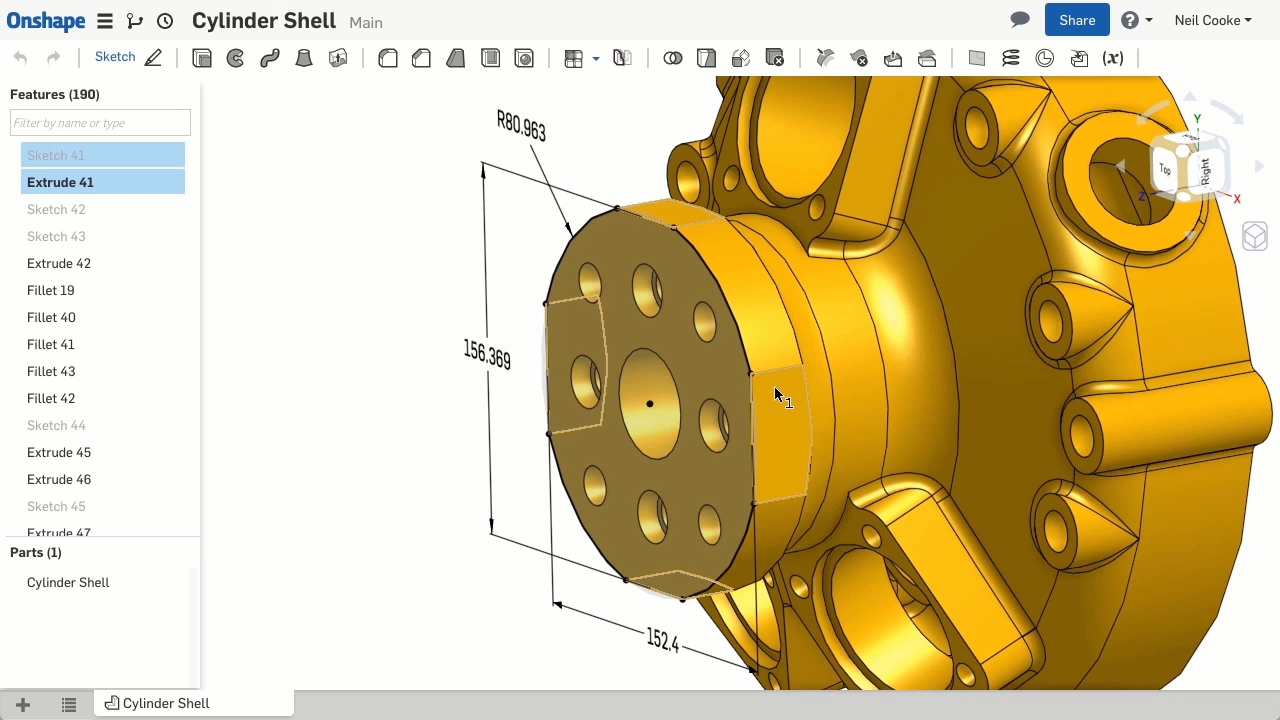 Onshape Cylinder Shell Main Share Neil Cooke
Sketch (x)
Features (190)
Filter by name or type
Sketch 41
Extrude 41
Sketch 42
Sketch 43
Extrude 42
Fillet 19
Fillet 40
Fillet 41
Fillet 43
Fillet 42
Sketch 44
Extrude 45
Extrude 46
Sketch 45
Extrude 47
Parts (1)
Cylinder Shell
R80.963
156.369
152.4
1
Y
Top
Right
Z
X
Cylinder Shell